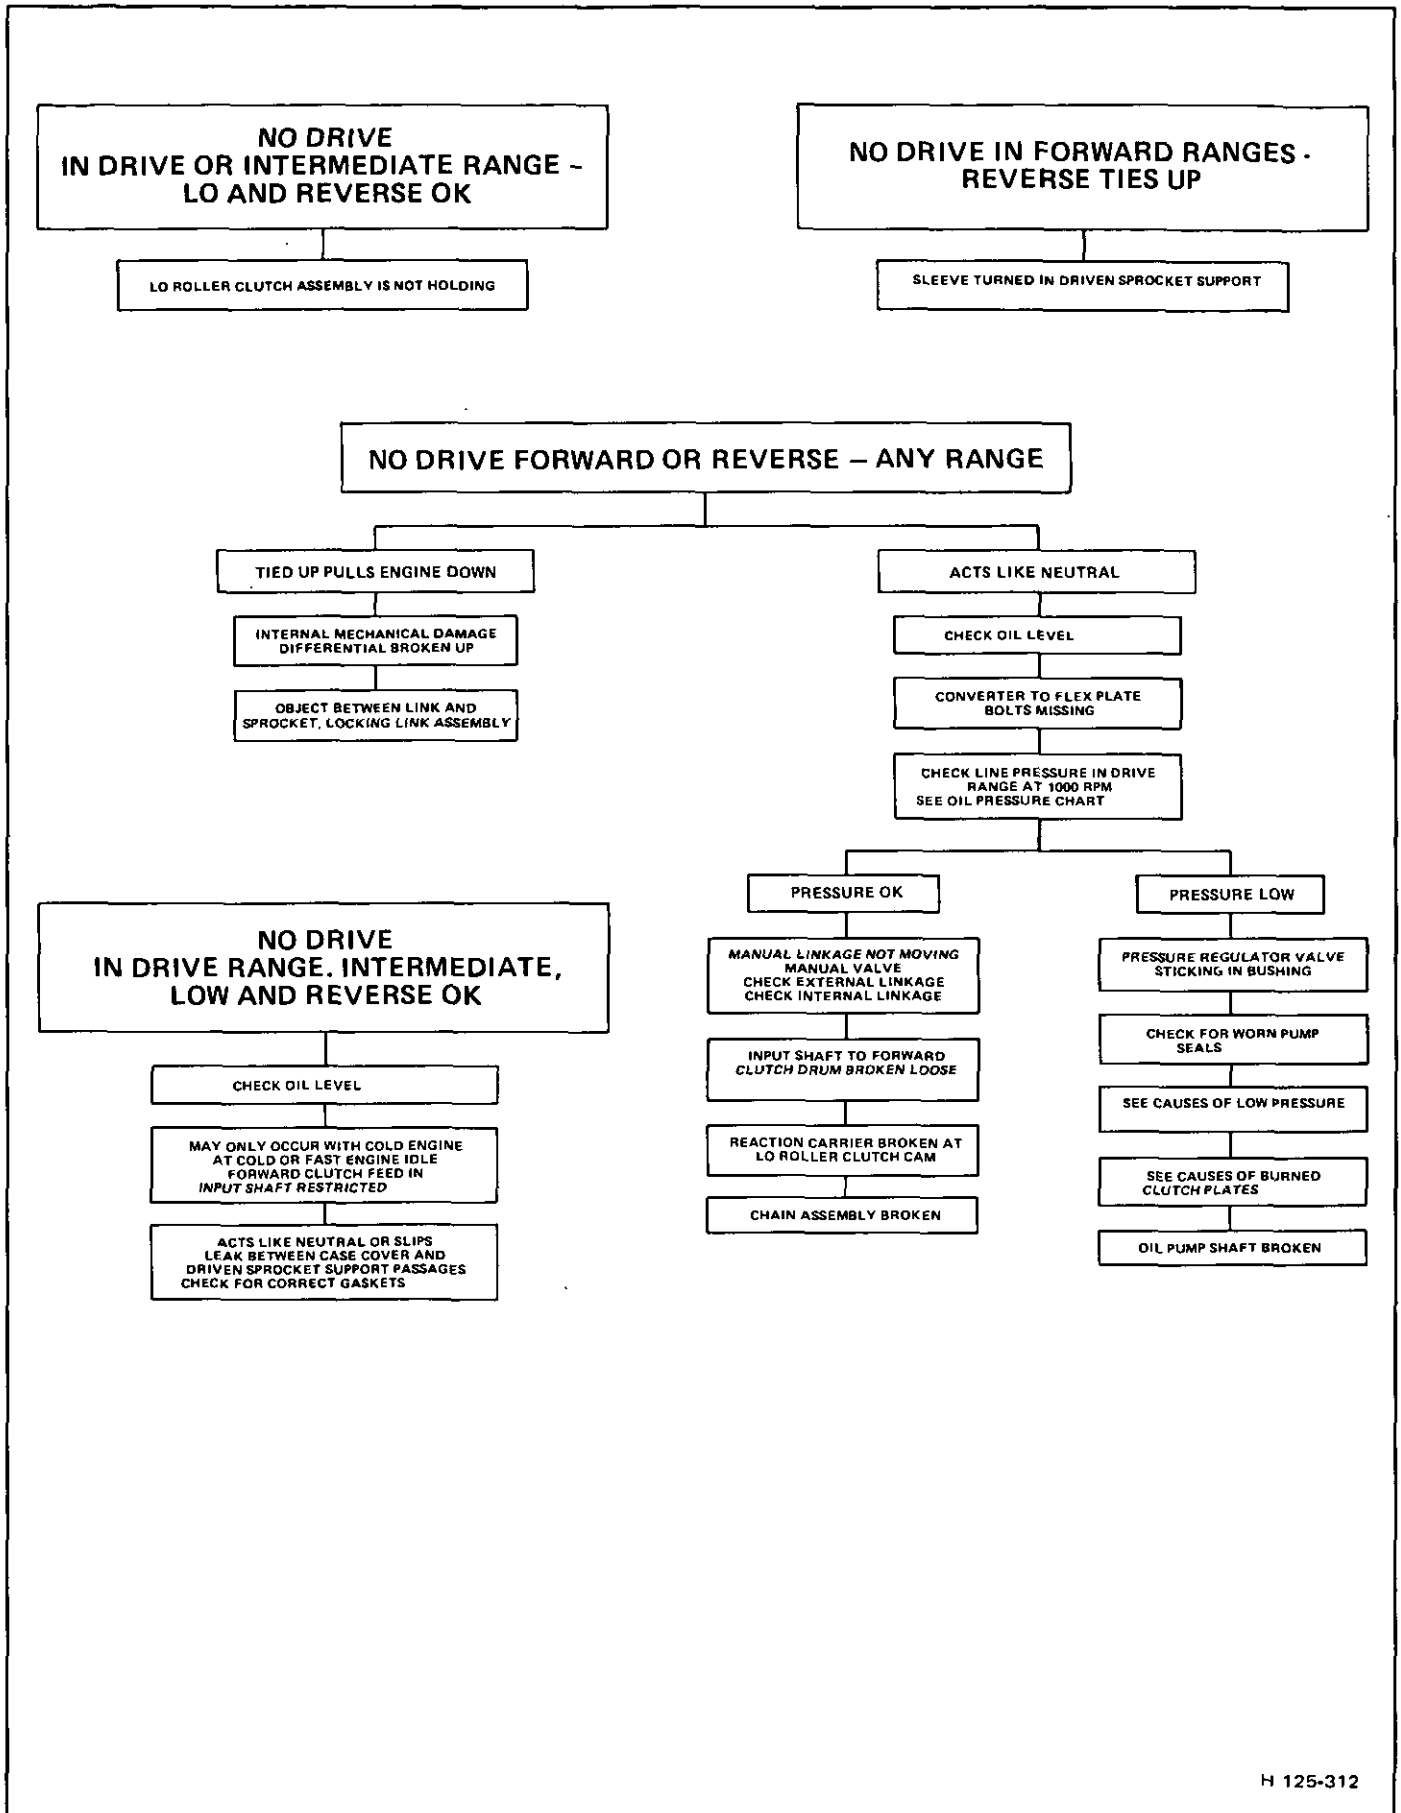 NO DRIVE
IN DRIVE OR INTERMEDIATE RANGE –
LO AND REVERSE OK
LO ROLLER CLUTCH ASSEMBLY IS NOT HOLDING
NO DRIVE IN FORWARD RANGES -
REVERSE TIES UP
SLEEVE TURNED IN DRIVEN SPROCKET SUPPORT
NO DRIVE FORWARD OR REVERSE – ANY RANGE
TIED UP PULLS ENGINE DOWN
INTERNAL MECHANICAL DAMAGE
DIFFERENTIAL BROKEN UP
OBJECT BETWEEN LINK AND
SPROCKET, LOCKING LINK ASSEMBLY
ACTS LIKE NEUTRAL
CHECK OIL LEVEL
CONVERTER TO FLEX PLATE
BOLTS MISSING
CHECK LINE PRESSURE IN DRIVE
RANGE AT 1000 RPM
SEE OIL PRESSURE CHART
PRESSURE OK
MANUAL LINKAGE NOT MOVING
MANUAL VALVE
CHECK EXTERNAL LINKAGE
CHECK INTERNAL LINKAGE
INPUT SHAFT TO FORWARD
CLUTCH DRUM BROKEN LOOSE
REACTION CARRIER BROKEN AT
LO ROLLER CLUTCH CAM
CHAIN ASSEMBLY BROKEN
PRESSURE LOW
PRESSURE REGULATOR VALVE
STICKING IN BUSHING
CHECK FOR WORN PUMP
SEALS
SEE CAUSES OF LOW PRESSURE
SEE CAUSES OF BURNED
CLUTCH PLATES
OIL PUMP SHAFT BROKEN
NO DRIVE
IN DRIVE RANGE. INTERMEDIATE,
LOW AND REVERSE OK
CHECK OIL LEVEL
MAY ONLY OCCUR WITH COLD ENGINE
AT COLD OR FAST ENGINE IDLE
FORWARD CLUTCH FEED IN
INPUT SHAFT RESTRICTED
ACTS LIKE NEUTRAL OR SLIPS
LEAK BETWEEN CASE COVER AND
DRIVEN SPROCKET SUPPORT PASSAGES
CHECK FOR CORRECT GASKETS
H 125-312